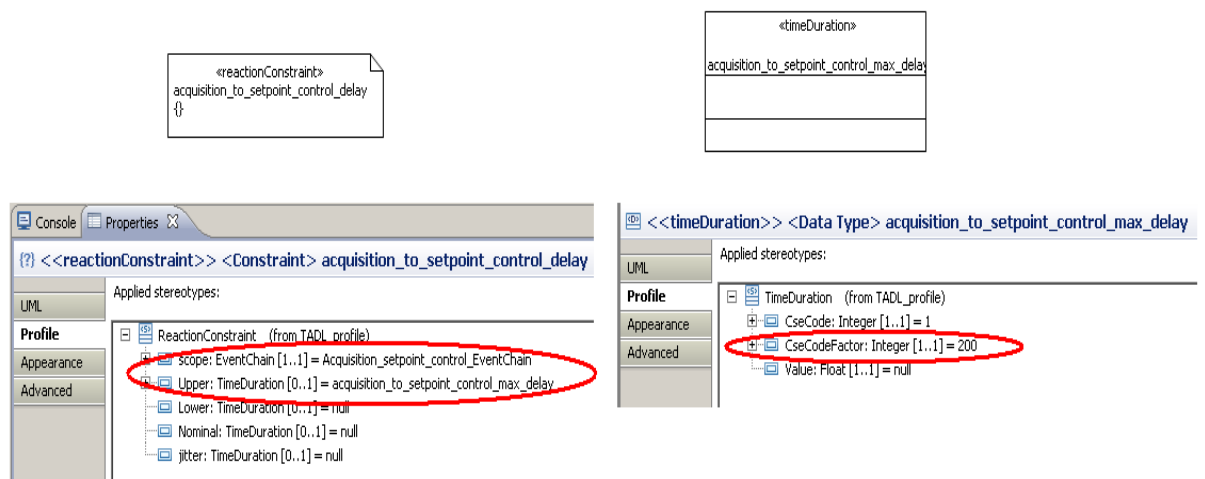 «reactionConstraint»
acquisition_to_setpoint_control_delay
{}
«timeDuration»
acquisition_to_setpoint_control_max_delay
Console
Properties
<<reactionConstraint>> <Constraint> acquisition_to_setpoint_control_delay
UML
Profile
Appearance
Advanced
Applied stereotypes:
ReactionConstraint (from TADL_profile)
scope: EventChain [1..1] = Acquisition_setpoint_control_EventChain
Upper: TimeDuration [0..1] = acquisition_to_setpoint_control_max_delay
Lower: TimeDuration [0..1] = null
Nominal: TimeDuration [0..1] = null
jitter: TimeDuration [0..1] = null
<<timeDuration>> <Data Type> acquisition_to_setpoint_control_max_delay
UML
Profile
Appearance
Advanced
Applied stereotypes:
TimeDuration (from TADL_profile)
CseCode: Integer [1..1] = 1
CseCodeFactor: Integer [1..1] = 200
Value: Float [1..1] = null